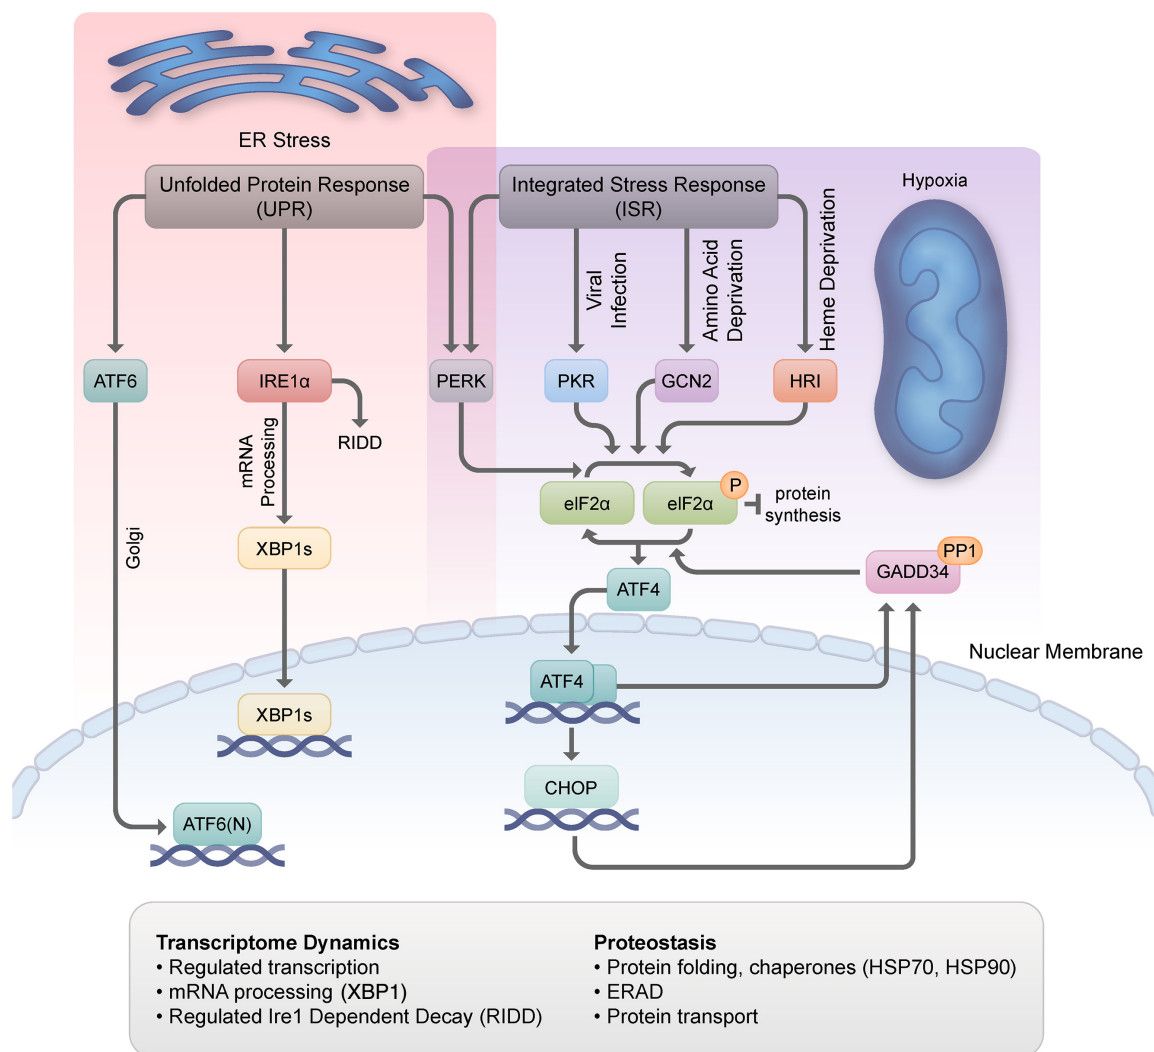 ER Stress
Unfolded Protein Response
(UPR)
Integrated Stress Response
(ISR)
Hypoxia
Viral
Infection
Amino Acid
Deprivation
Heme Deprivation
ATF6
IRE1α
PERK
PKR
GCN2
HRI
RIDD
mRNA
Processing
eIF2α
eIF2α
P
protein
synthesis
Golgi
XBP1s
PP1
GADD34
ATF4
Nuclear Membrane
ATF4
XBP1s
CHOP
ATF6(N)
Transcriptome Dynamics
• Regulated transcription
• mRNA processing (XBP1)
• Regulated Ire1 Dependent Decay (RIDD)
Proteostasis
• Protein folding, chaperones (HSP70, HSP90)
• ERAD
• Protein transport